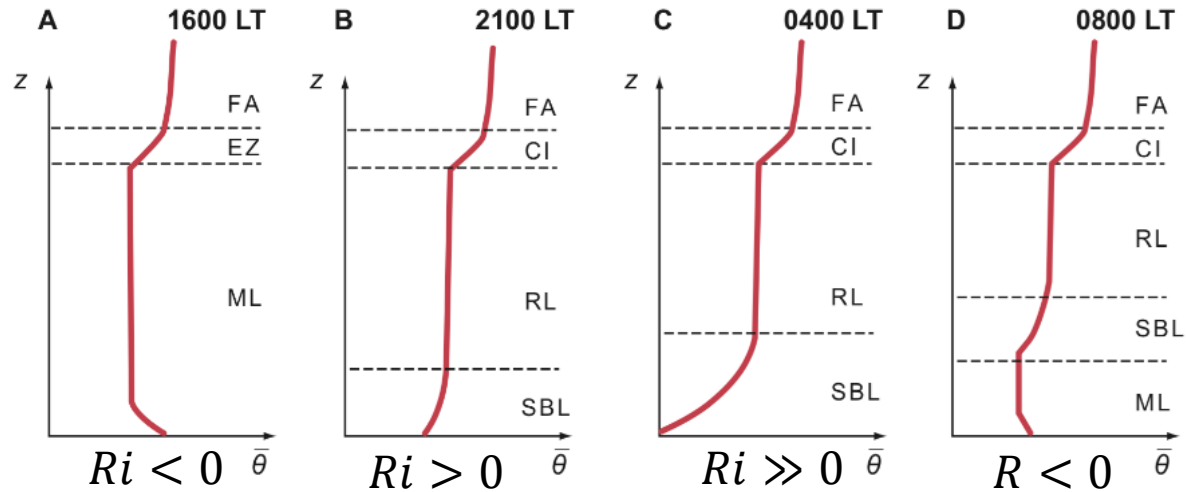 A 1600 LT
z
FA
EZ
ML
θ̅
Ri < 0
B 2100 LT
z
FA
CI
RL
SBL
θ̅
Ri > 0
C 0400 LT
z
FA
CI
RL
SBL
θ̅
Ri ≫ 0
D 0800 LT
z
FA
CI
RL
SBL
ML
θ̅
R < 0